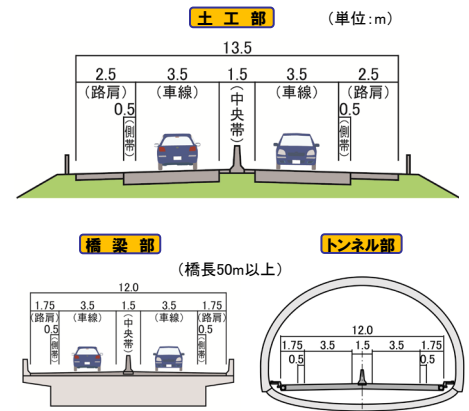 土 工 部
(単位:m)
13.5
2.5 3.5 1.5 3.5 2.5
(路肩) (車線) (中央帯) (車線) (路肩)
0.5 0.5
(側帯) (側帯)
橋 梁 部
トンネル部
(橋長50m以上)
12.0
1.75 3.5 1.5 3.5 1.75
(路肩) (車線) (中央帯) (車線) (路肩)
0.5 0.5
(側帯) (側帯)
12.0
1.75 3.5 1.5 3.5 1.75
0.5 0.5